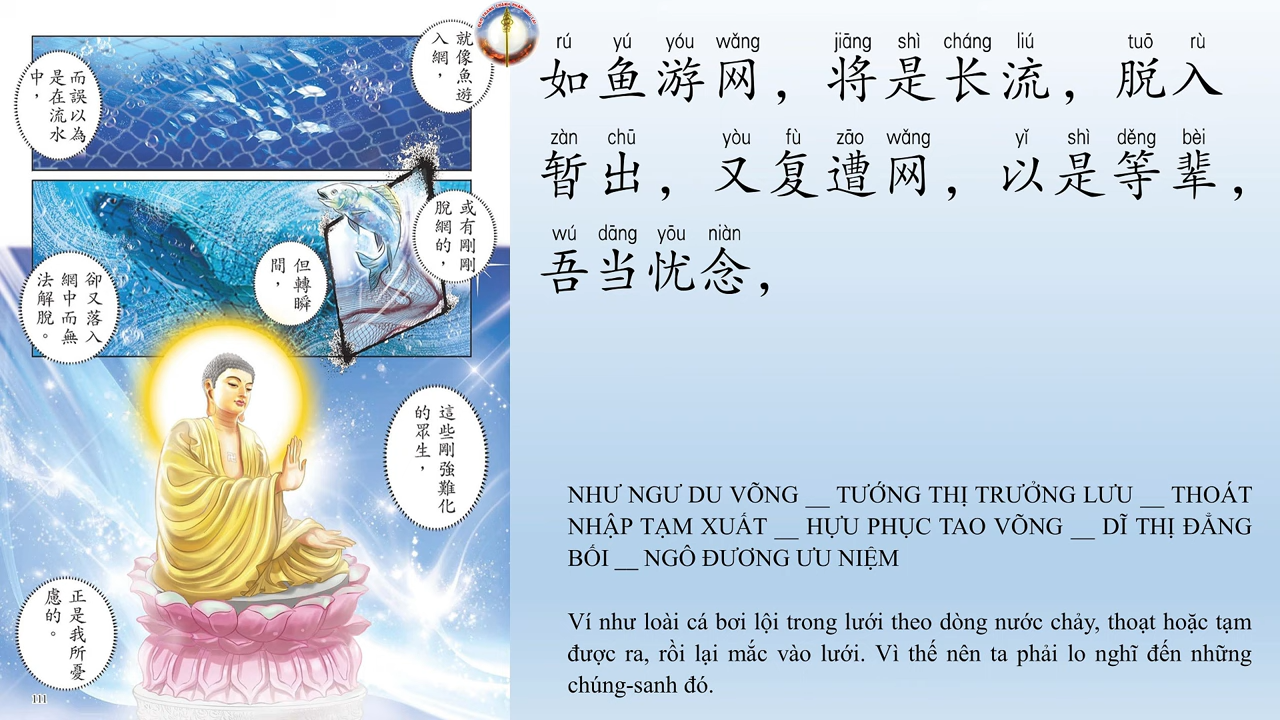 就像魚遊
入網，
而誤以為
是在流水
中，
或有剛剛
脫網的，
但轉瞬
間，
卻又落入
網中而無
法解脫。
這些剛強難化
的眾生，
正是我所憂
慮的。
111
rú yú yóu wǎng jiāng shì cháng liú tuō rù
如鱼游网，将是长流，脱入
zàn chū yòu fù zāo wǎng yǐ shì děng bèi
暂出，又复遭网，以是等辈，
wú dāng yōu niàn
吾当忧念，
NHƯ NGƯ DU VÕNG __ TƯỚNG THỊ TRƯỞNG LƯU __ THOÁT
NHẬP TẠM XUẤT __ HỰU PHỤC TAO VÕNG __ DĨ THỊ ĐẲNG
BỐI __ NGÔ ĐƯƠNG ƯU NIỆM
Ví như loài cá bơi lội trong lưới theo dòng nước chảy, thoạt hoặc tạm
được ra, rồi lại mắc vào lưới. Vì thế nên ta phải lo nghĩ đến những
chúng-sanh đó.